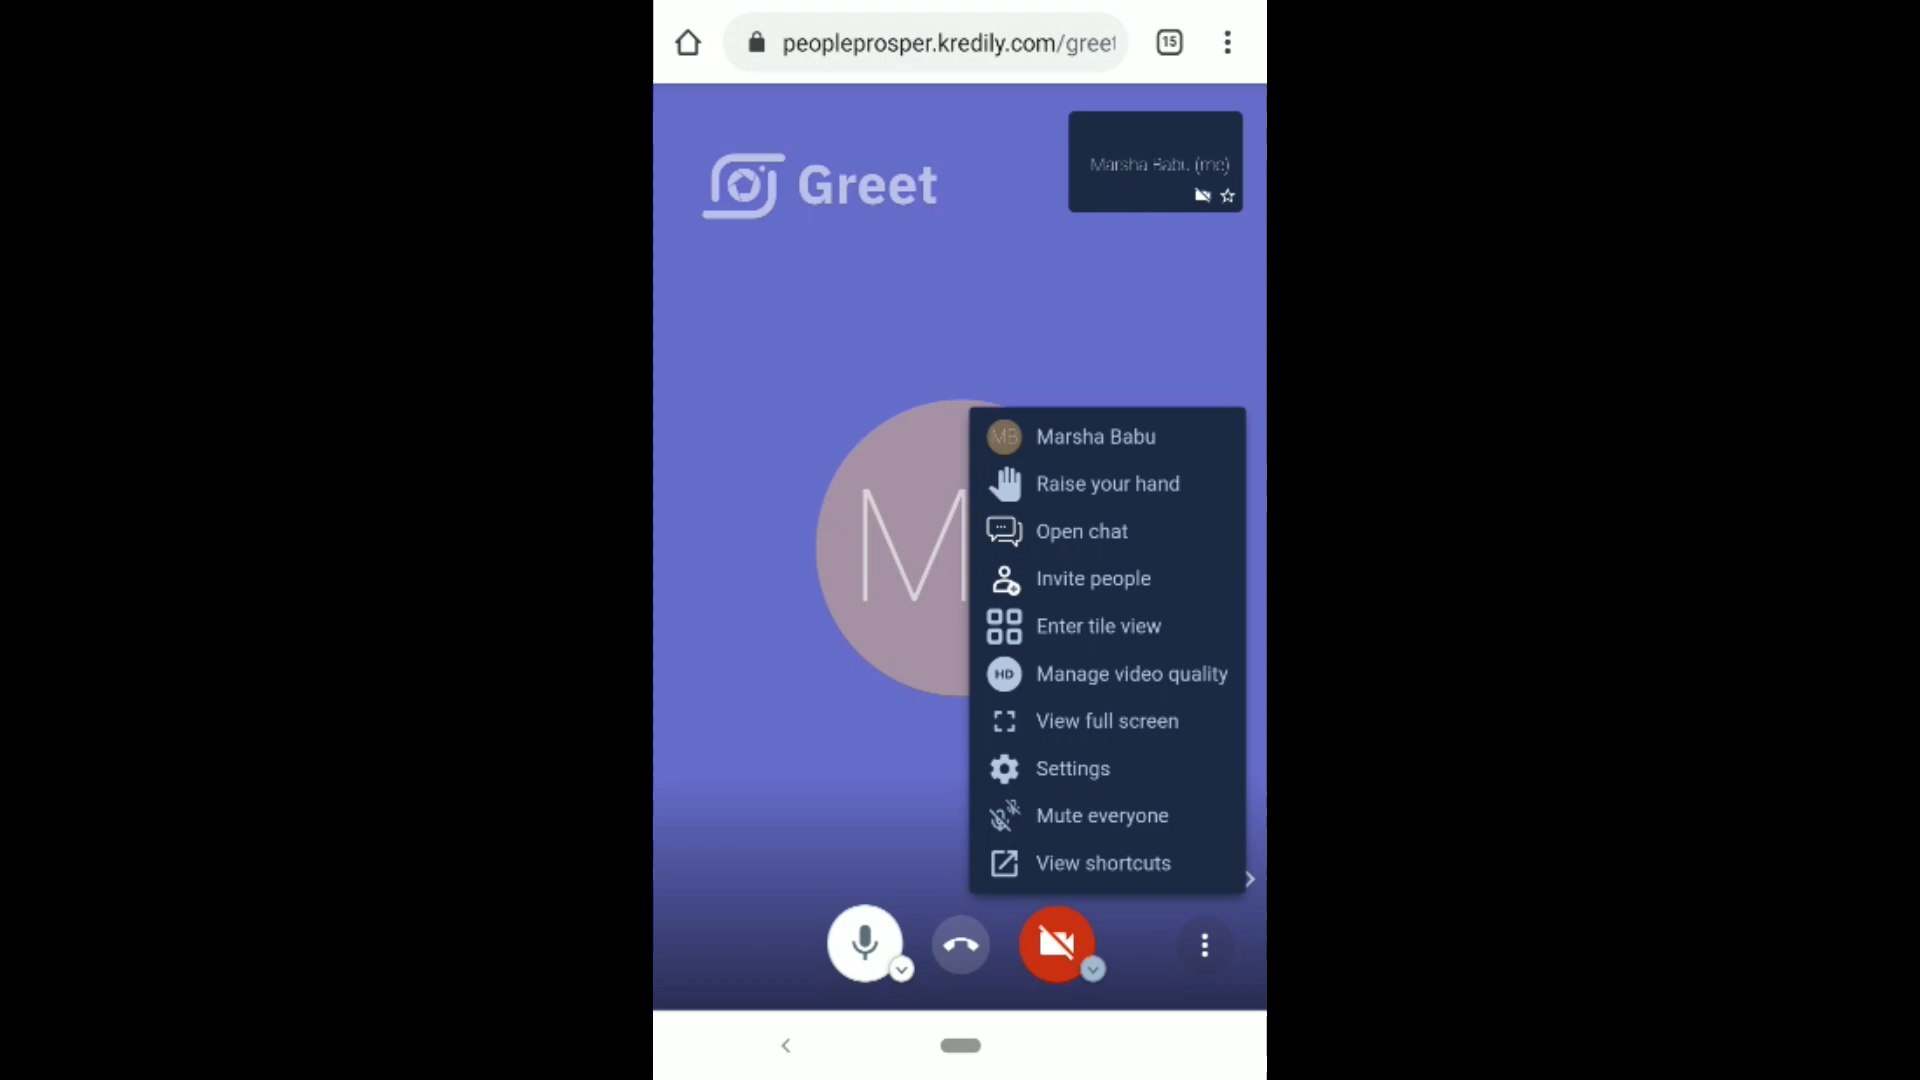 peopleprosper.kredily.com/greet
15
Greet
Marsha Babu (me)
M
MB
Marsha Babu
Raise your hand
Open chat
Invite people
Enter tile view
HD
Manage video quality
View full screen
Settings
Mute everyone
View shortcuts